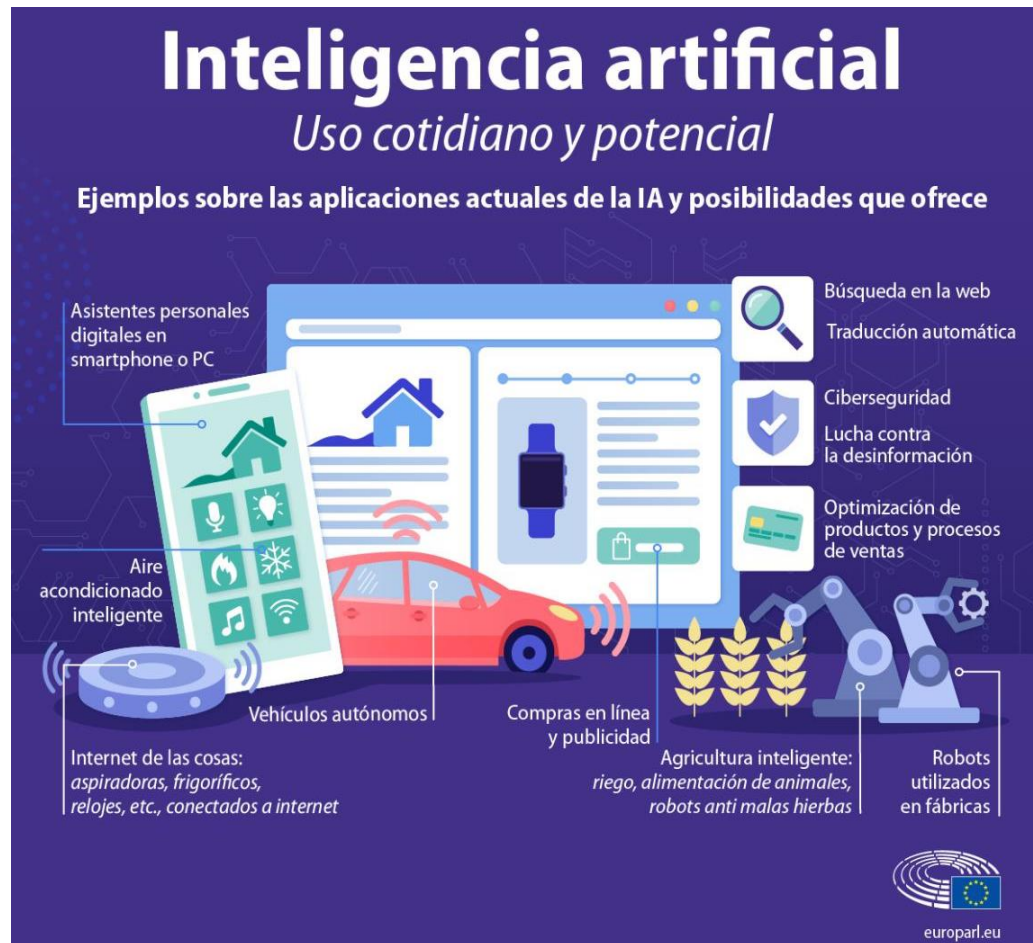 Inteligencia artificial
Uso cotidiano y potencial
Ejemplos sobre las aplicaciones actuales de la IA y posibilidades que ofrece
Asistentes personales
digitales en
smartphone o PC
Búsqueda en la web
Traducción automática
Ciberseguridad
Lucha contra
la desinformación
Optimización de
productos y procesos
de ventas
Aire
acondicionado
inteligente
Vehículos autónomos
Compras en línea
y publicidad
Internet de las cosas:
aspiradoras, frigoríficos,
relojes, etc., conectados a internet
Agricultura inteligente:
riego, alimentación de animales,
robots anti malas hierbas
Robots
utilizados
en fábricas
europarl.eu